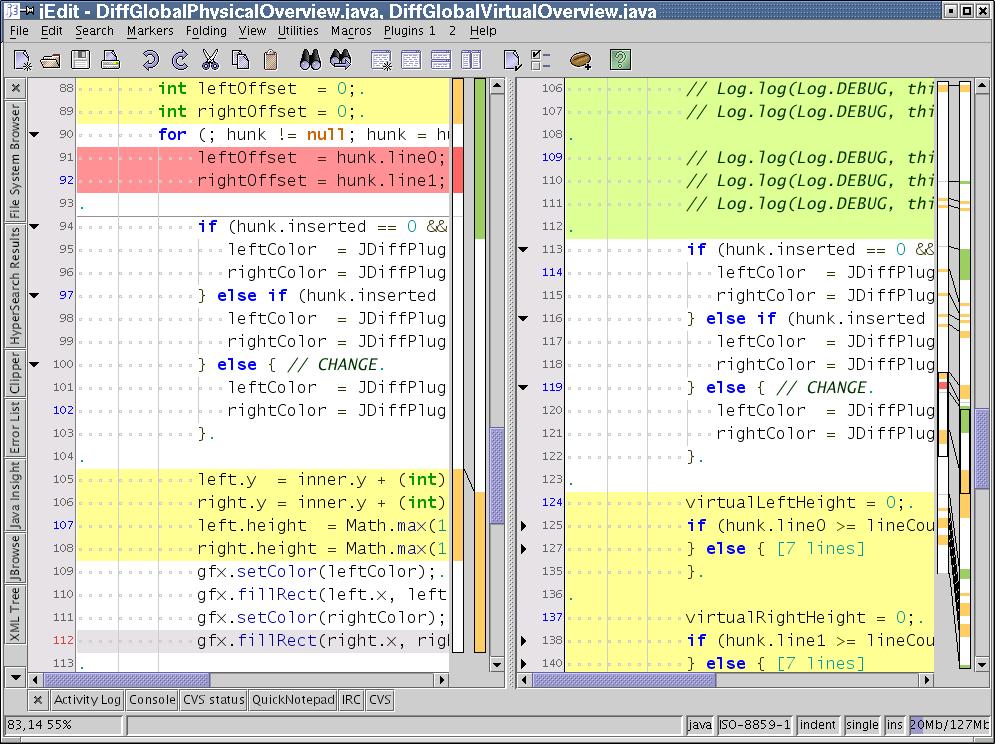 jEdit - DiffGlobalPhysicalOverview.java, DiffGlobalVirtualOverview.java
File Edit Search Markers Folding View Utilities Macros Plugins 1 2 Help
File System Browser
HyperSearch Results
Clipper
Error List
Java Insight
JBrowse
XML Tree
88 int leftOffset = 0;.
89 int rightOffset = 0;.
90 for (; hunk != null; hunk = hu
91 leftOffset = hunk.line0;
92 rightOffset = hunk.line1;
93 .
94 if (hunk.inserted == 0 &&
95 leftColor = JDiffPlug
96 rightColor = JDiffPlug
97 } else if (hunk.inserted
98 leftColor = JDiffPlug
99 rightColor = JDiffPlug
100 } else { // CHANGE.
101 leftColor = JDiffPlug
102 rightColor = JDiffPlug
103 }.
104 .
105 left.y = inner.y + (int)
106 right.y = inner.y + (int)
107 left.height = Math.max(1
108 right.height = Math.max(1
109 gfx.setColor(leftColor);.
110 gfx.fillRect(left.x, left
111 gfx.setColor(rightColor);
112 gfx.fillRect(right.x, rig
113 .
106 // Log.log(Log.DEBUG, thi
107 // Log.log(Log.DEBUG, thi
108 .
109 // Log.log(Log.DEBUG, thi
110 // Log.log(Log.DEBUG, thi
111 // Log.log(Log.DEBUG, thi
112 .
113 if (hunk.inserted == 0 &&
114 leftColor = JDiffPlug
115 rightColor = JDiffPlug
116 } else if (hunk.inserted
117 leftColor = JDiffPlug
118 rightColor = JDiffPlug
119 } else { // CHANGE.
120 leftColor = JDiffPlug
121 rightColor = JDiffPlug
122 }.
123 .
124 virtualLeftHeight = 0;.
125 if (hunk.line0 >= lineCou
127 } else { [7 lines]
135 }.
136 .
137 virtualRightHeight = 0;.
138 if (hunk.line1 >= lineCou
140 } else { [7 lines]
Activity Log Console CVS status QuickNotepad IRC CVS
83,14 55% java ISO-8859-1 indent single ins 20Mb/127Mb